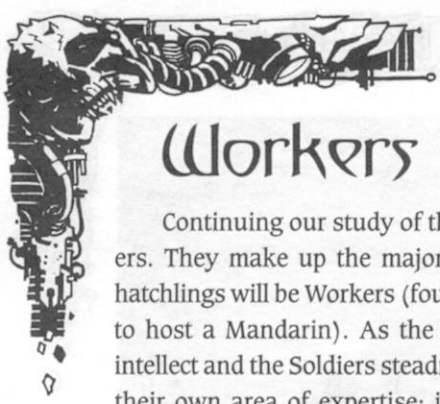 Workers
Continuing our study of th
ers. They make up the major
hatchlings will be Workers (fou
to host a Mandarin). As the
intellect and the Soldiers steadi
their own area of expertise; i